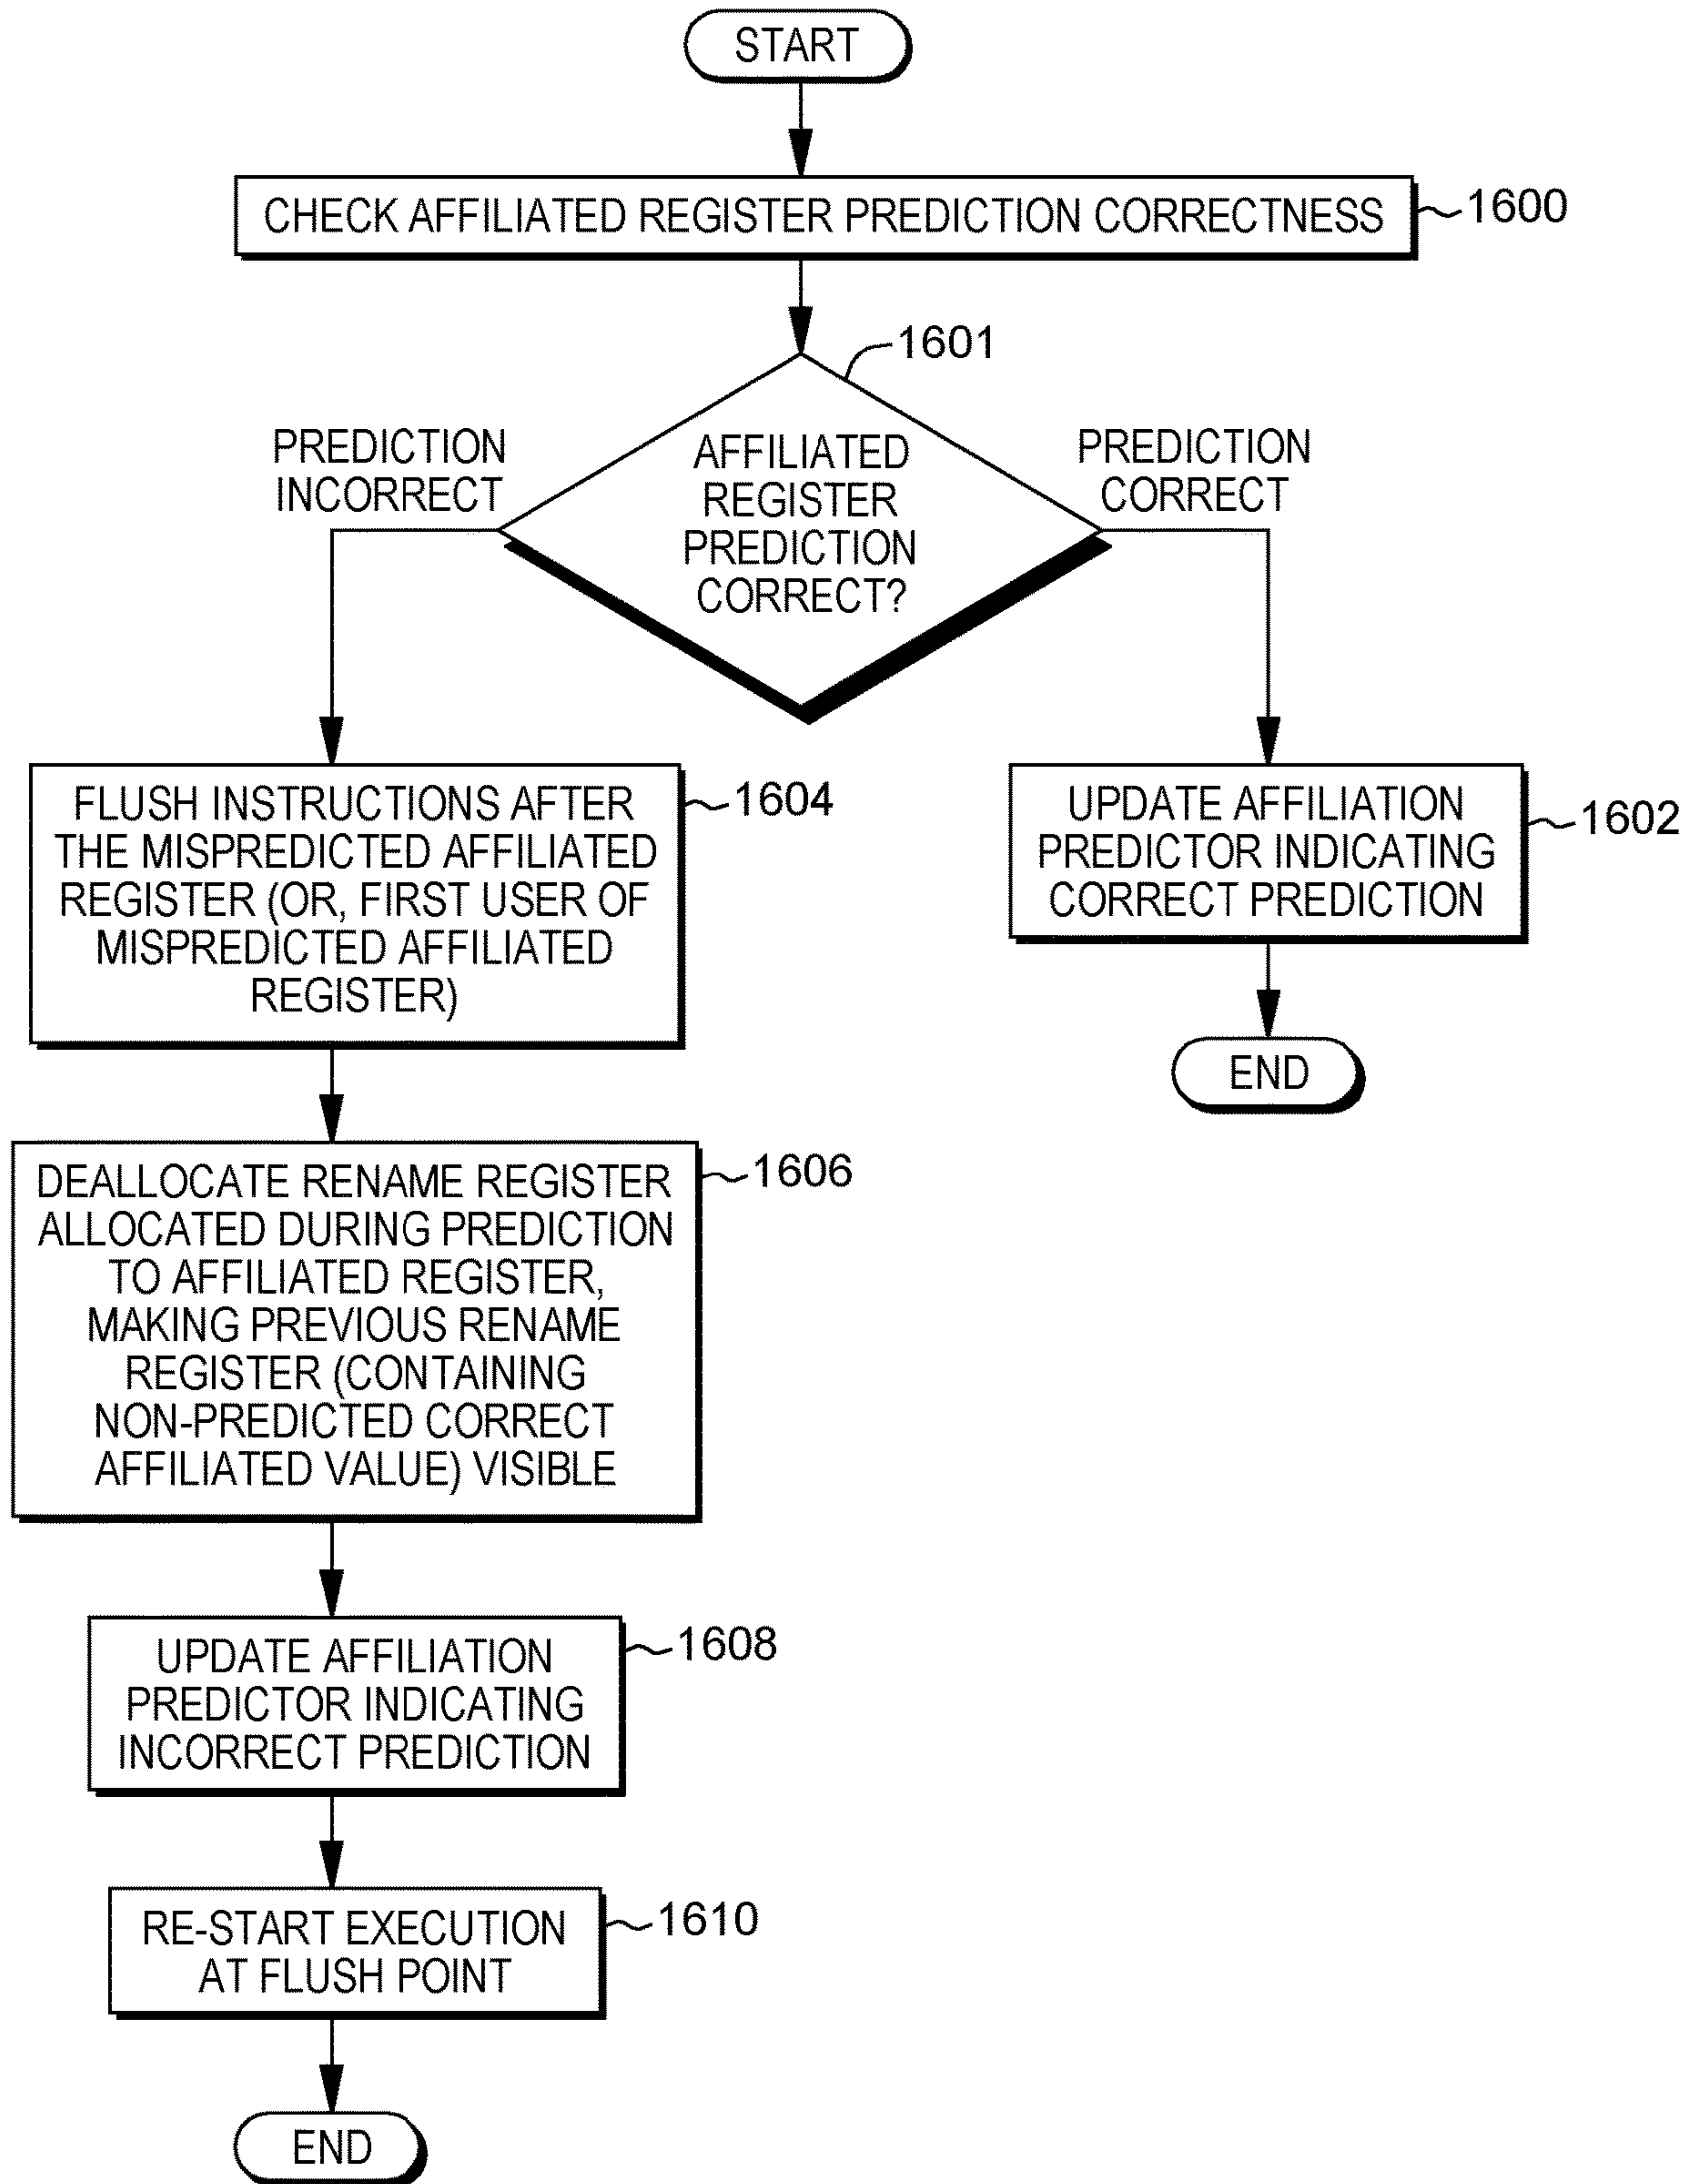 START
CHECK AFFILIATED REGISTER PREDICTION CORRECTNESS
1600
1601
PREDICTION
INCORRECT
AFFILIATED
REGISTER
PREDICTION
CORRECT?
PREDICTION
CORRECT
FLUSH INSTRUCTIONS AFTER
THE MISPREDICTED AFFILIATED
REGISTER (OR, FIRST USER OF
MISPREDICTED AFFILIATED
REGISTER)
1604
UPDATE AFFILIATION
PREDICTOR INDICATING
CORRECT PREDICTION
1602
END
DEALLOCATE RENAME REGISTER
ALLOCATED DURING PREDICTION
TO AFFILIATED REGISTER,
MAKING PREVIOUS RENAME
REGISTER (CONTAINING
NON-PREDICTED CORRECT
AFFILIATED VALUE) VISIBLE
1606
UPDATE AFFILIATION
PREDICTOR INDICATING
INCORRECT PREDICTION
1608
RE-START EXECUTION
AT FLUSH POINT
1610
END